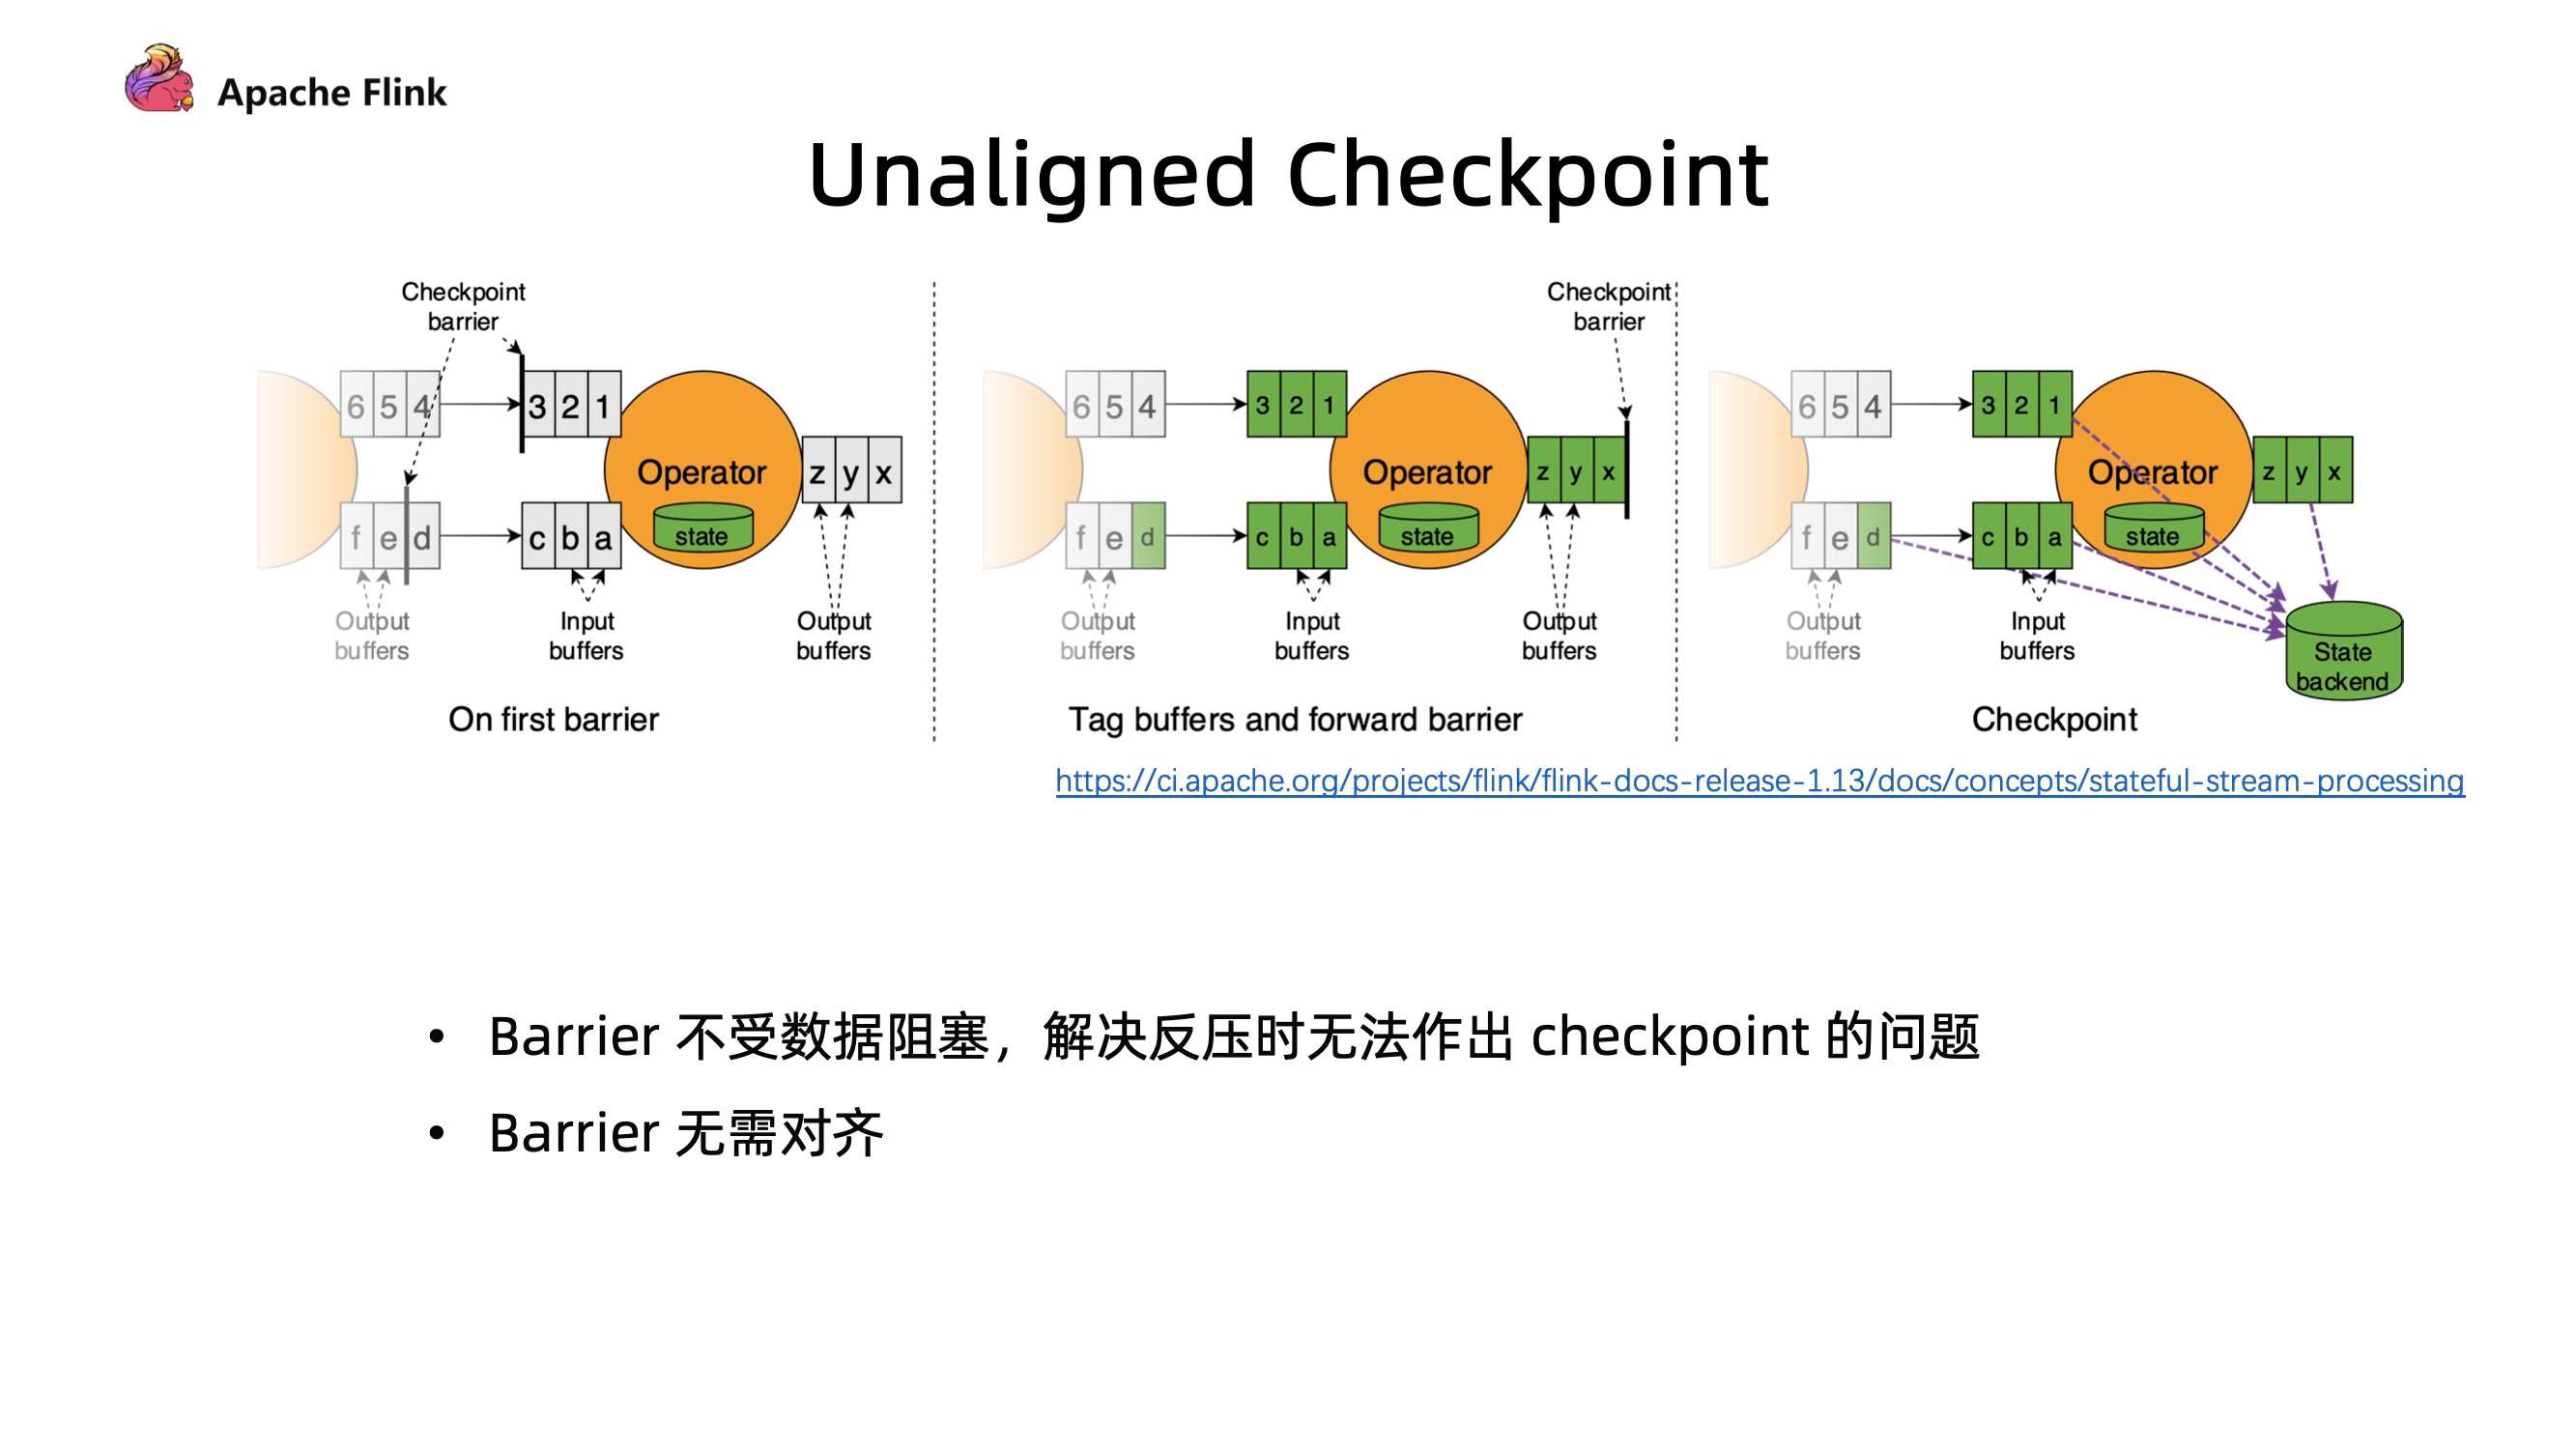 Apache Flink
Unaligned Checkpoint
Checkpoint
barrier
6 5 4
3 2 1
Operator
z y x
state
f e d
c b a
Output
buffers
Input
buffers
Output
buffers
On first barrier
Checkpoint
barrier
6 5 4
3 2 1
Operator
z y x
state
f e d
c b a
Output
buffers
Input
buffers
Output
buffers
Tag buffers and forward barrier
6 5 4
3 2 1
Operator
z y x
state
f e d
c b a
Output
buffers
Input
buffers
State
backend
Checkpoint
https://ci.apache.org/projects/flink/flink-docs-release-1.13/docs/concepts/stateful-stream-processing
• Barrier 不受数据阻塞，解决反压时无法作出 checkpoint 的问题
• Barrier 无需对齐